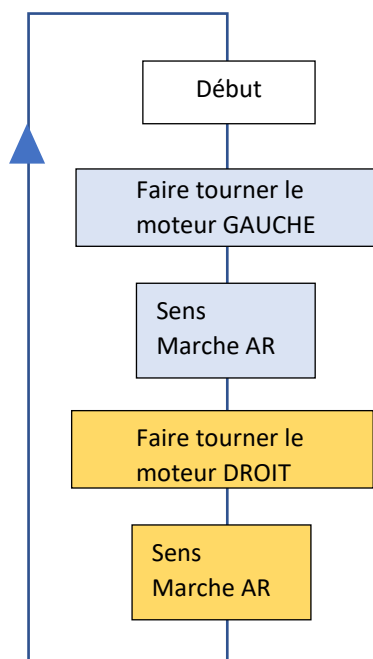 Début
Faire tourner le
moteur GAUCHE
Sens
Marche AR
Faire tourner le
moteur DROIT
Sens
Marche AR